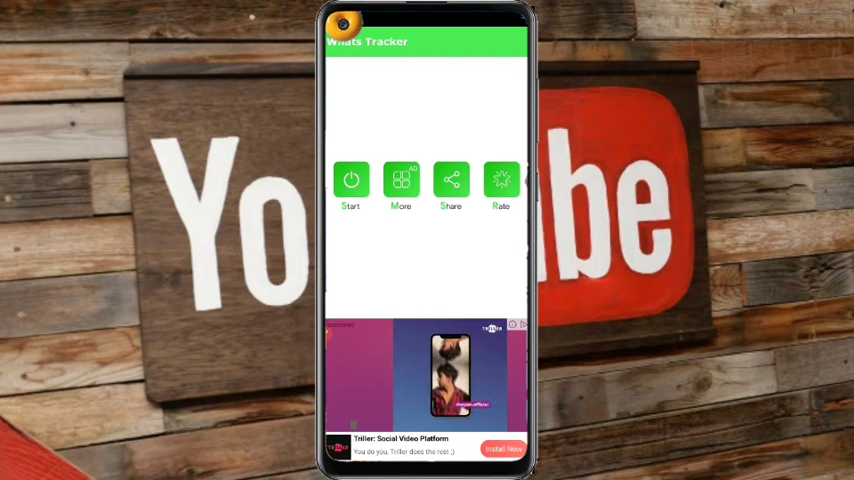 YouTube
Whats Tracker
AD
Start
More
Share
Rate
TRILLER
Triller: Social Video Platform
You do you, Triller does the rest ;)
Install Now